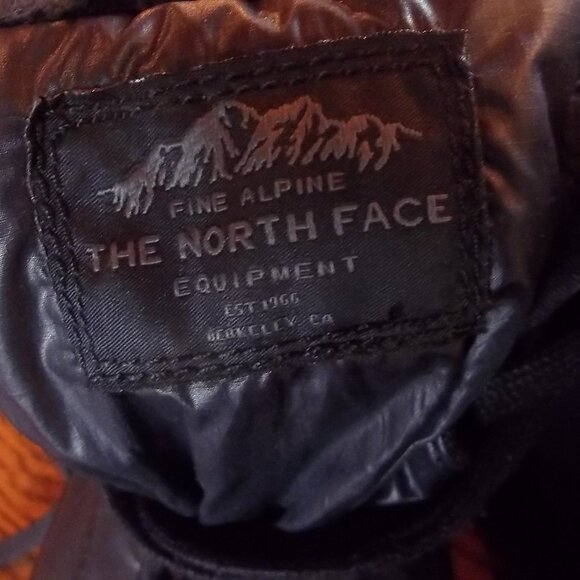 FINE ALPINE
THE NORTH FACE
EQUIPMENT
EST. 1966
BERKELEY CA